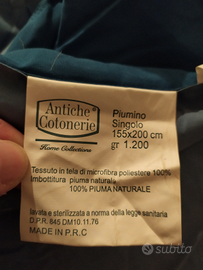 Antiche
Cotonerie
Home Collections
Piumino
Singolo
155x200 cm
gr 1.200
Tessuto in tela di microfibra poliestere 100%
Imbottitura piuma naturale
100% PIUMA NATURALE
lavata e sterilizzata a norma della legge sanitaria
D.P.R. 845 DM10.11.76
MADE IN P.R.C
subito